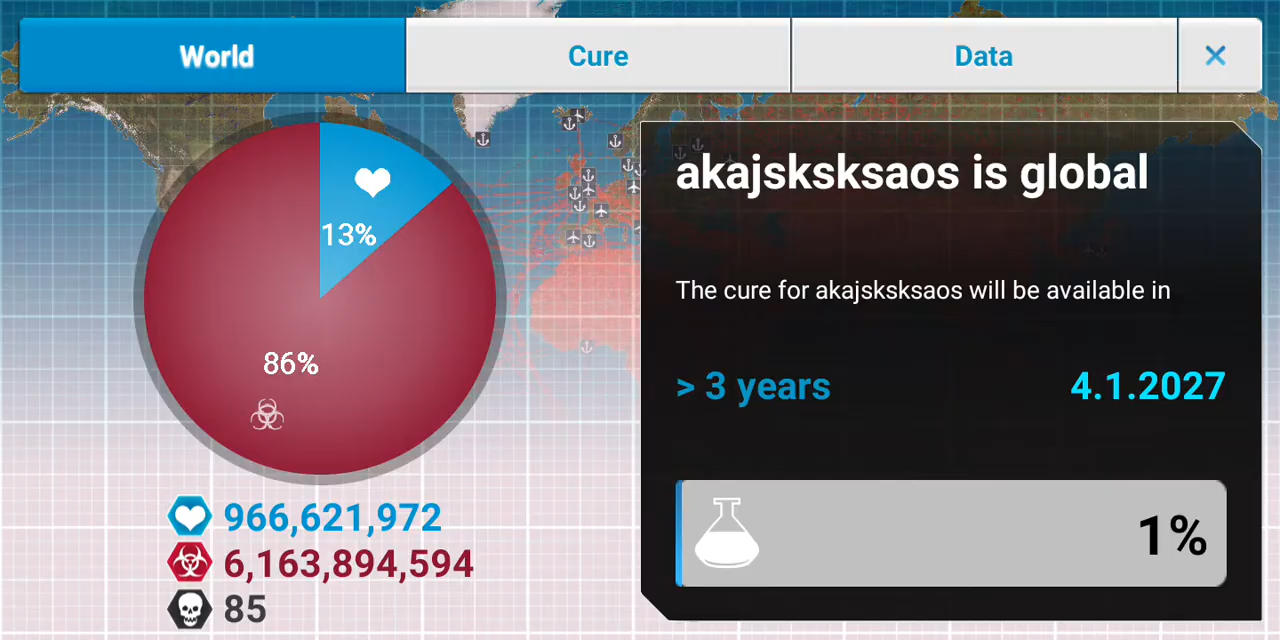 World
Cure
Data
×
13%
86%
966,621,972
6,163,894,594
85
akajsksksaos is global
The cure for akajsksksaos will be available in
> 3 years
4.1.2027
1%